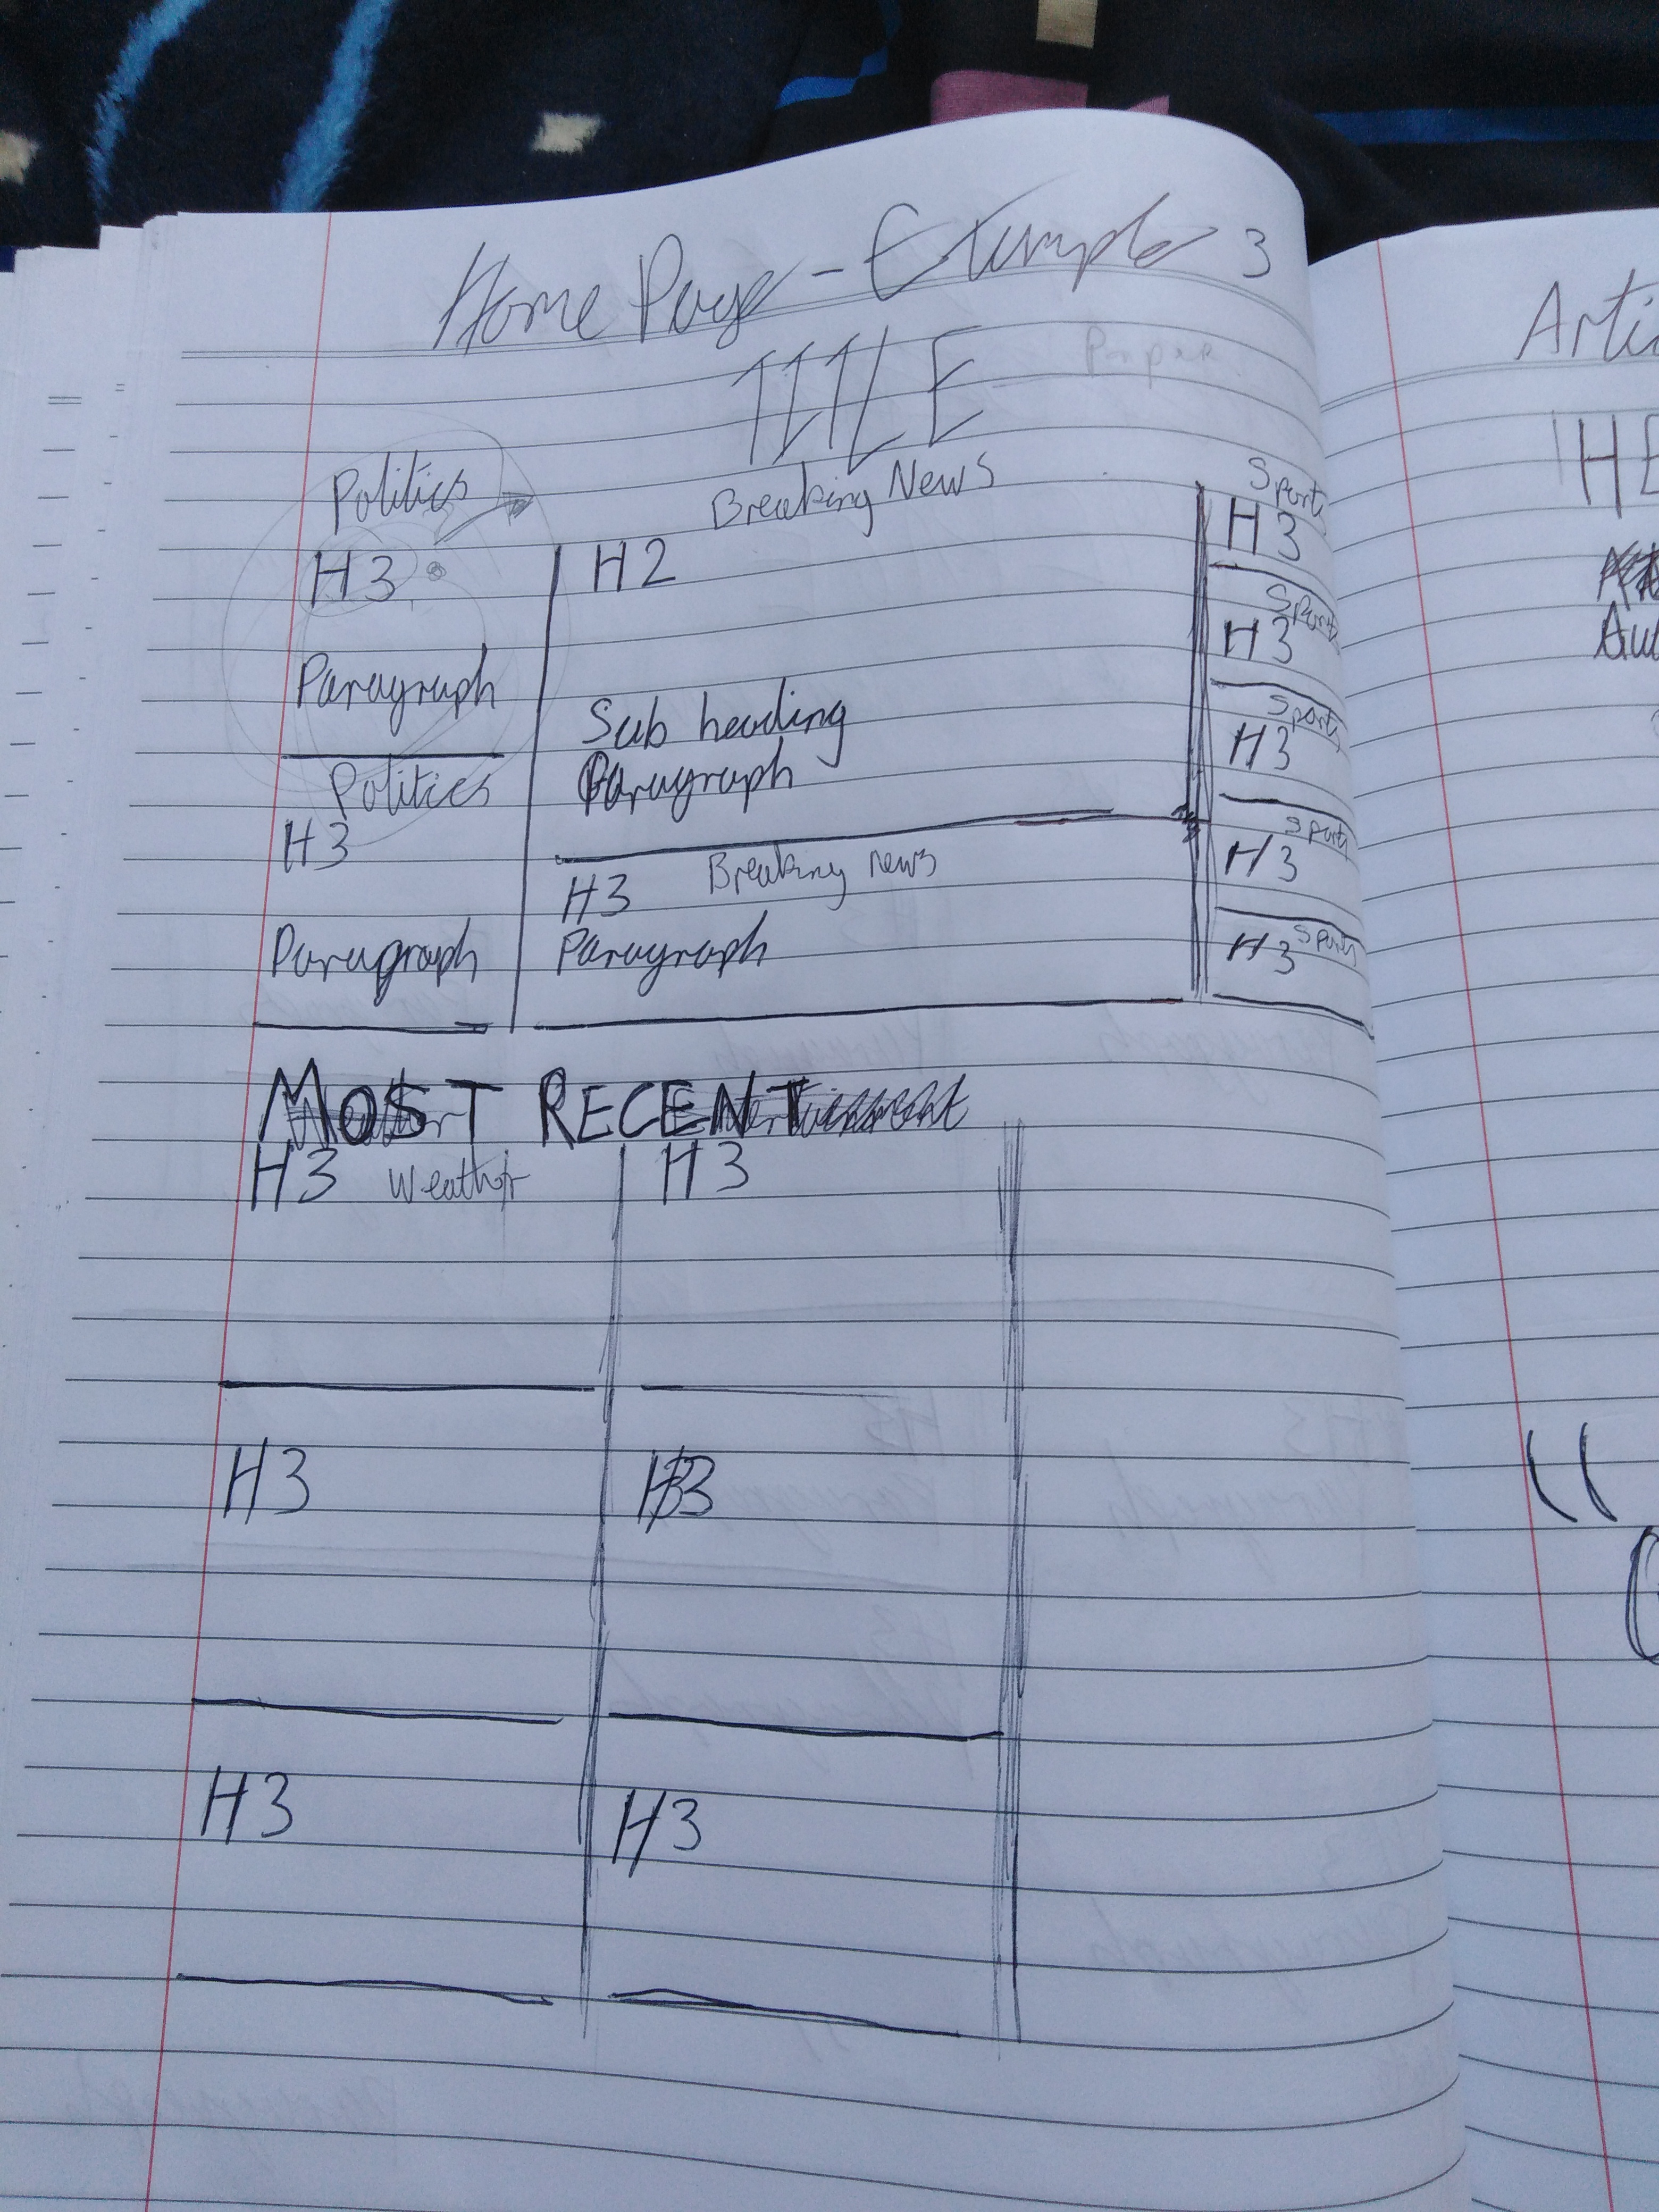 Home Page - Example 3
TITLE
Paper
Politics
H3
Paragraph
Politics
H3
Paragraph
Breaking News
H2
Sub heading
Paragraph
Breaking news
H3
Paragraph
Sport
H3
Sports
H3
Sports
H3
Sports
H3
Sports
H3
MOST RECENT
H3 Weather
H3
H3
H3
H3
H3
Arti
HE
Au